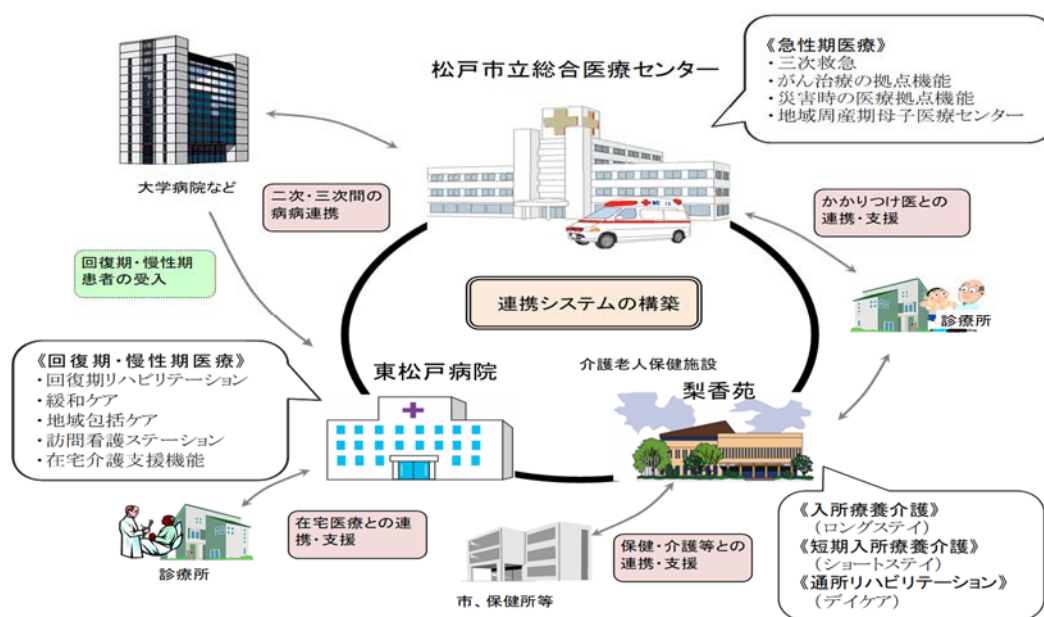 松戸市立総合医療センター
《急性期医療》
・三次救急
・がん治療の拠点機能
・災害時の医療拠点機能
・地域周産期母子医療センター
大学病院など
二次・三次間の
病病連携
かかりつけ医との
連携・支援
回復期・慢性期
患者の受入
連携システムの構築
診療所
《回復期・慢性期医療》
・回復期リハビリテーション
・緩和ケア
・地域包括ケア
・訪問看護ステーション
・在宅介護支援機能
東松戸病院
介護老人保健施設
梨香苑
《入所療養介護》
(ロングステイ)
《短期入所療養介護》
(ショートステイ)
《通所リハビリテーション》
(デイケア)
在宅医療との連
携・支援
保健・介護等との
連携・支援
診療所
市、保健所等